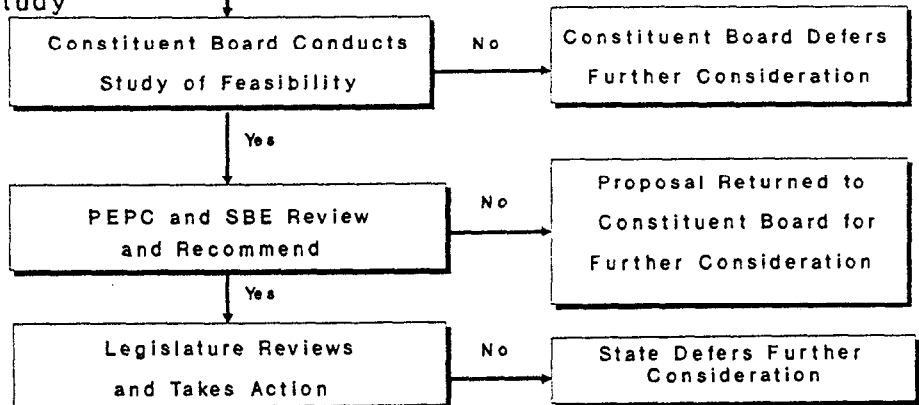 Constituent Board Conducts
Study of Feasibility
No
Constituent Board Defers
Further Consideration
Yes
PEPC and SBE Review
and Recommend
No
Proposal Returned to
Constituent Board for
Further Consideration
Yes
Legislature Reviews
and Takes Action
No
State Defers Further
Consideration